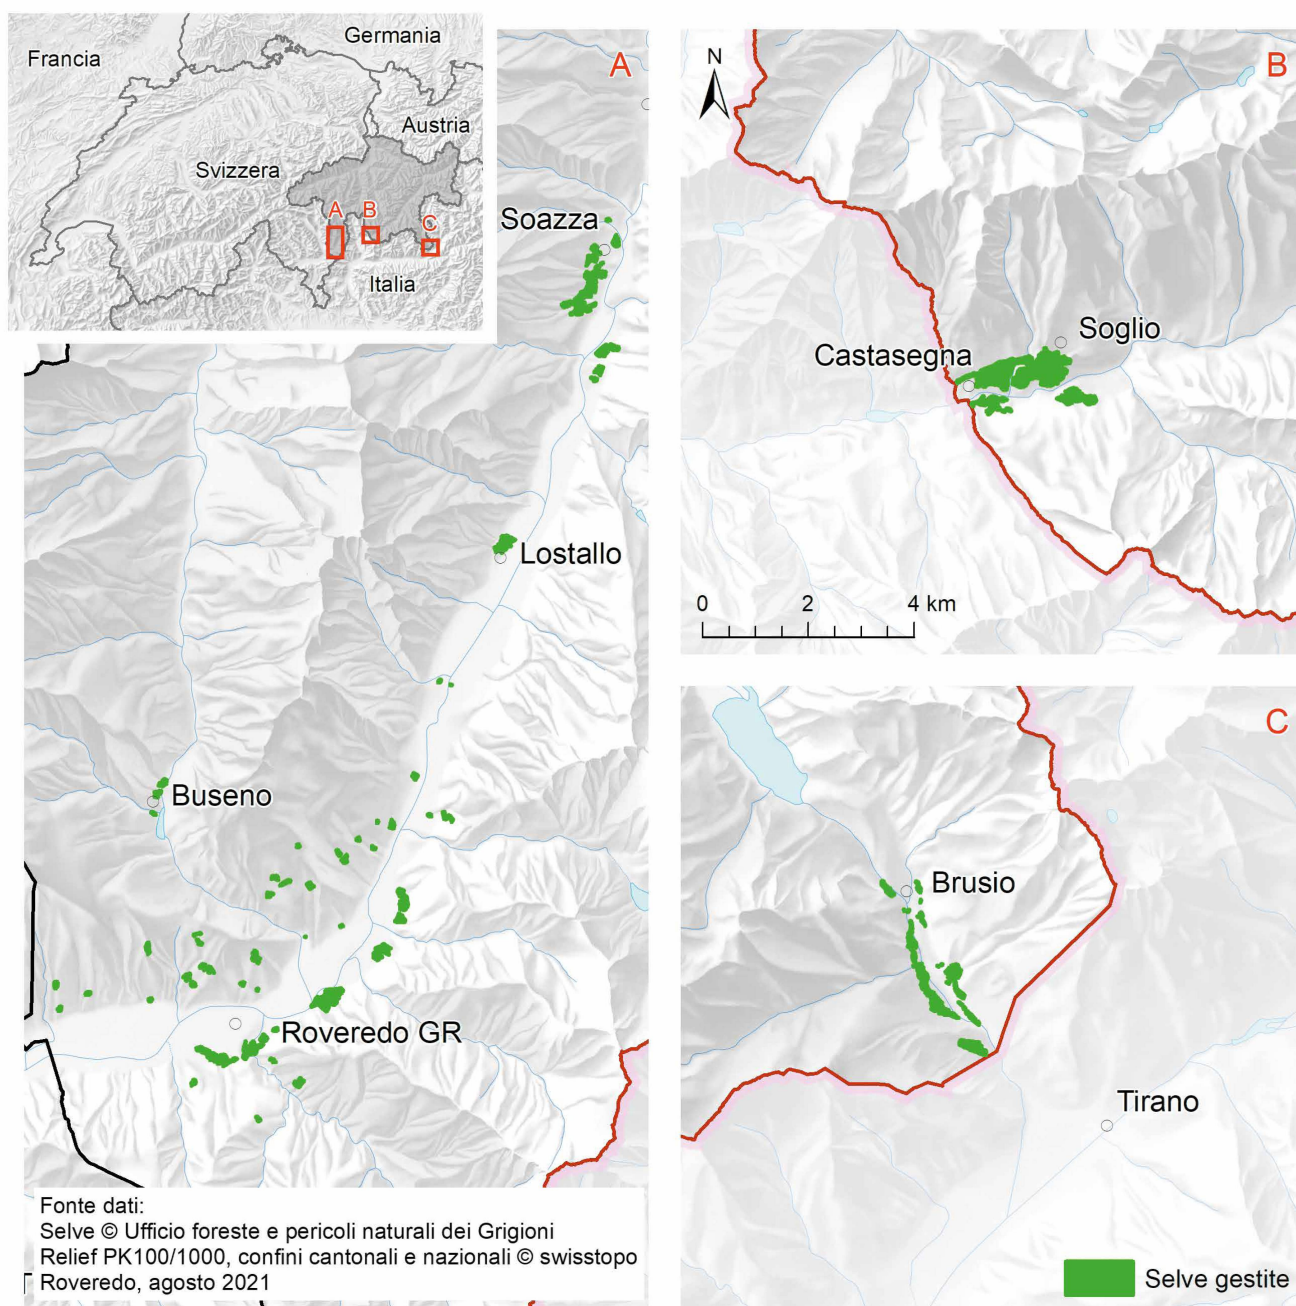 Francia
Germania
Austria
Svizzera
A
B
C
Italia
A
Soazza
Lostallo
Buseno
Roveredo GR
Fonte dati:
Selve © Ufficio foreste e pericoli naturali dei Grigioni
Relief PK100/1000, confini cantonali e nazionali © swisstopo
Roveredo, agosto 2021
N
B
Soglio
Castasegna
0 2 4 km
C
Brusio
Tirano
Selve gestite